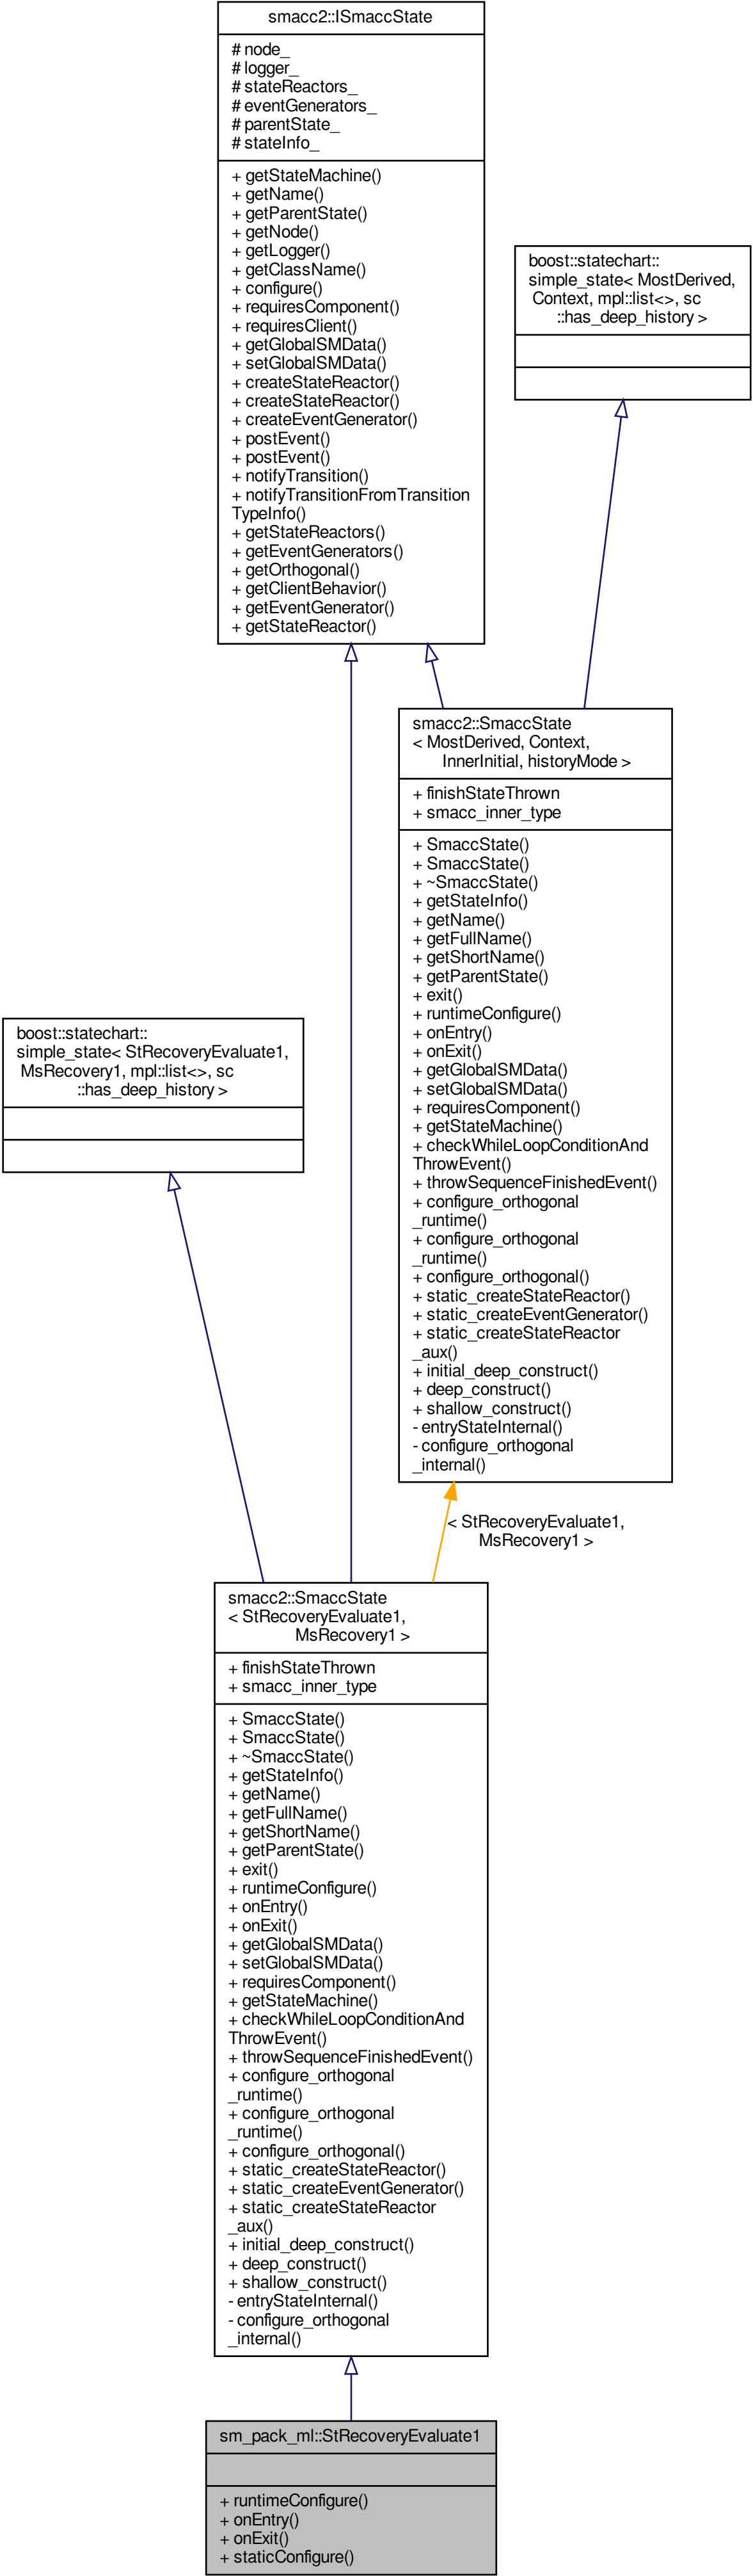 smacc2::ISmaccState
# node_
# logger_
# stateReactors_
# eventGenerators_
# parentState_
# stateInfo_
+ getStateMachine()
+ getName()
+ getParentState()
+ getNode()
+ getLogger()
+ getClassName()
+ configure()
+ requiresComponent()
+ requiresClient()
+ getGlobalSMData()
+ setGlobalSMData()
+ createStateReactor()
+ createStateReactor()
+ createEventGenerator()
+ postEvent()
+ postEvent()
+ notifyTransition()
+ notifyTransitionFromTransition
TypeInfo()
+ getStateReactors()
+ getEventGenerators()
+ getOrthogonal()
+ getClientBehavior()
+ getEventGenerator()
+ getStateReactor()
boost::statechart::
simple_state< MostDerived,
Context, mpl::list<>, sc
::has_deep_history >
smacc2::SmaccState
< MostDerived, Context,
InnerInitial, historyMode >
+ finishStateThrown
+ smacc_inner_type
+ SmaccState()
+ SmaccState()
+ ~SmaccState()
+ getStateInfo()
+ getName()
+ getFullName()
+ getShortName()
+ getParentState()
+ exit()
+ runtimeConfigure()
+ onEntry()
+ onExit()
+ getGlobalSMData()
+ setGlobalSMData()
+ requiresComponent()
+ getStateMachine()
+ checkWhileLoopConditionAnd
ThrowEvent()
+ throwSequenceFinishedEvent()
+ configure_orthogonal
_runtime()
+ configure_orthogonal
_runtime()
+ configure_orthogonal()
+ static_createStateReactor()
+ static_createEventGenerator()
+ static_createStateReactor
_aux()
+ initial_deep_construct()
+ deep_construct()
+ shallow_construct()
- entryStateInternal()
- configure_orthogonal
_internal()
boost::statechart::
simple_state< StRecoveryEvaluate1,
MsRecovery1, mpl::list<>, sc
::has_deep_history >
< StRecoveryEvaluate1,
MsRecovery1 >
smacc2::SmaccState
< StRecoveryEvaluate1,
MsRecovery1 >
+ finishStateThrown
+ smacc_inner_type
+ SmaccState()
+ SmaccState()
+ ~SmaccState()
+ getStateInfo()
+ getName()
+ getFullName()
+ getShortName()
+ getParentState()
+ exit()
+ runtimeConfigure()
+ onEntry()
+ onExit()
+ getGlobalSMData()
+ setGlobalSMData()
+ requiresComponent()
+ getStateMachine()
+ checkWhileLoopConditionAnd
ThrowEvent()
+ throwSequenceFinishedEvent()
+ configure_orthogonal
_runtime()
+ configure_orthogonal
_runtime()
+ configure_orthogonal()
+ static_createStateReactor()
+ static_createEventGenerator()
+ static_createStateReactor
_aux()
+ initial_deep_construct()
+ deep_construct()
+ shallow_construct()
- entryStateInternal()
- configure_orthogonal
_internal()
sm_pack_ml::StRecoveryEvaluate1
+ runtimeConfigure()
+ onEntry()
+ onExit()
+ staticConfigure()